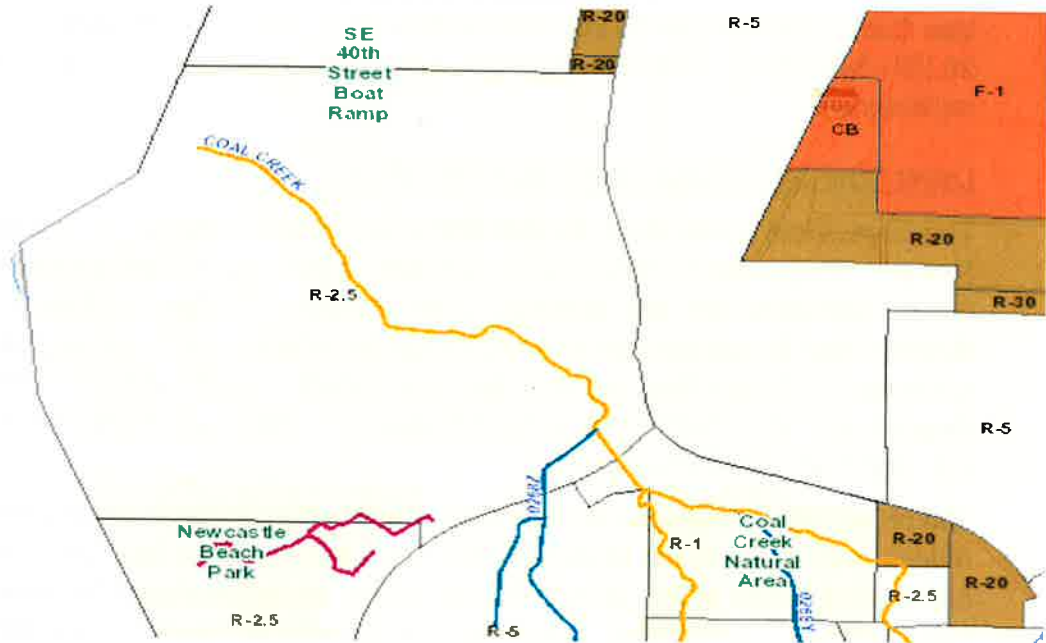 R-20
R-5
SE
40th
Street
Boat
Ramp
R-20
F-1
CB
COAL CREEK
R-20
R-2.5
R-30
R-5
Newcastle
Beach
Park
R-2.5
R-5
R-1
Coal
Creek
Natural
Area
R-20
R-2.5
R-20